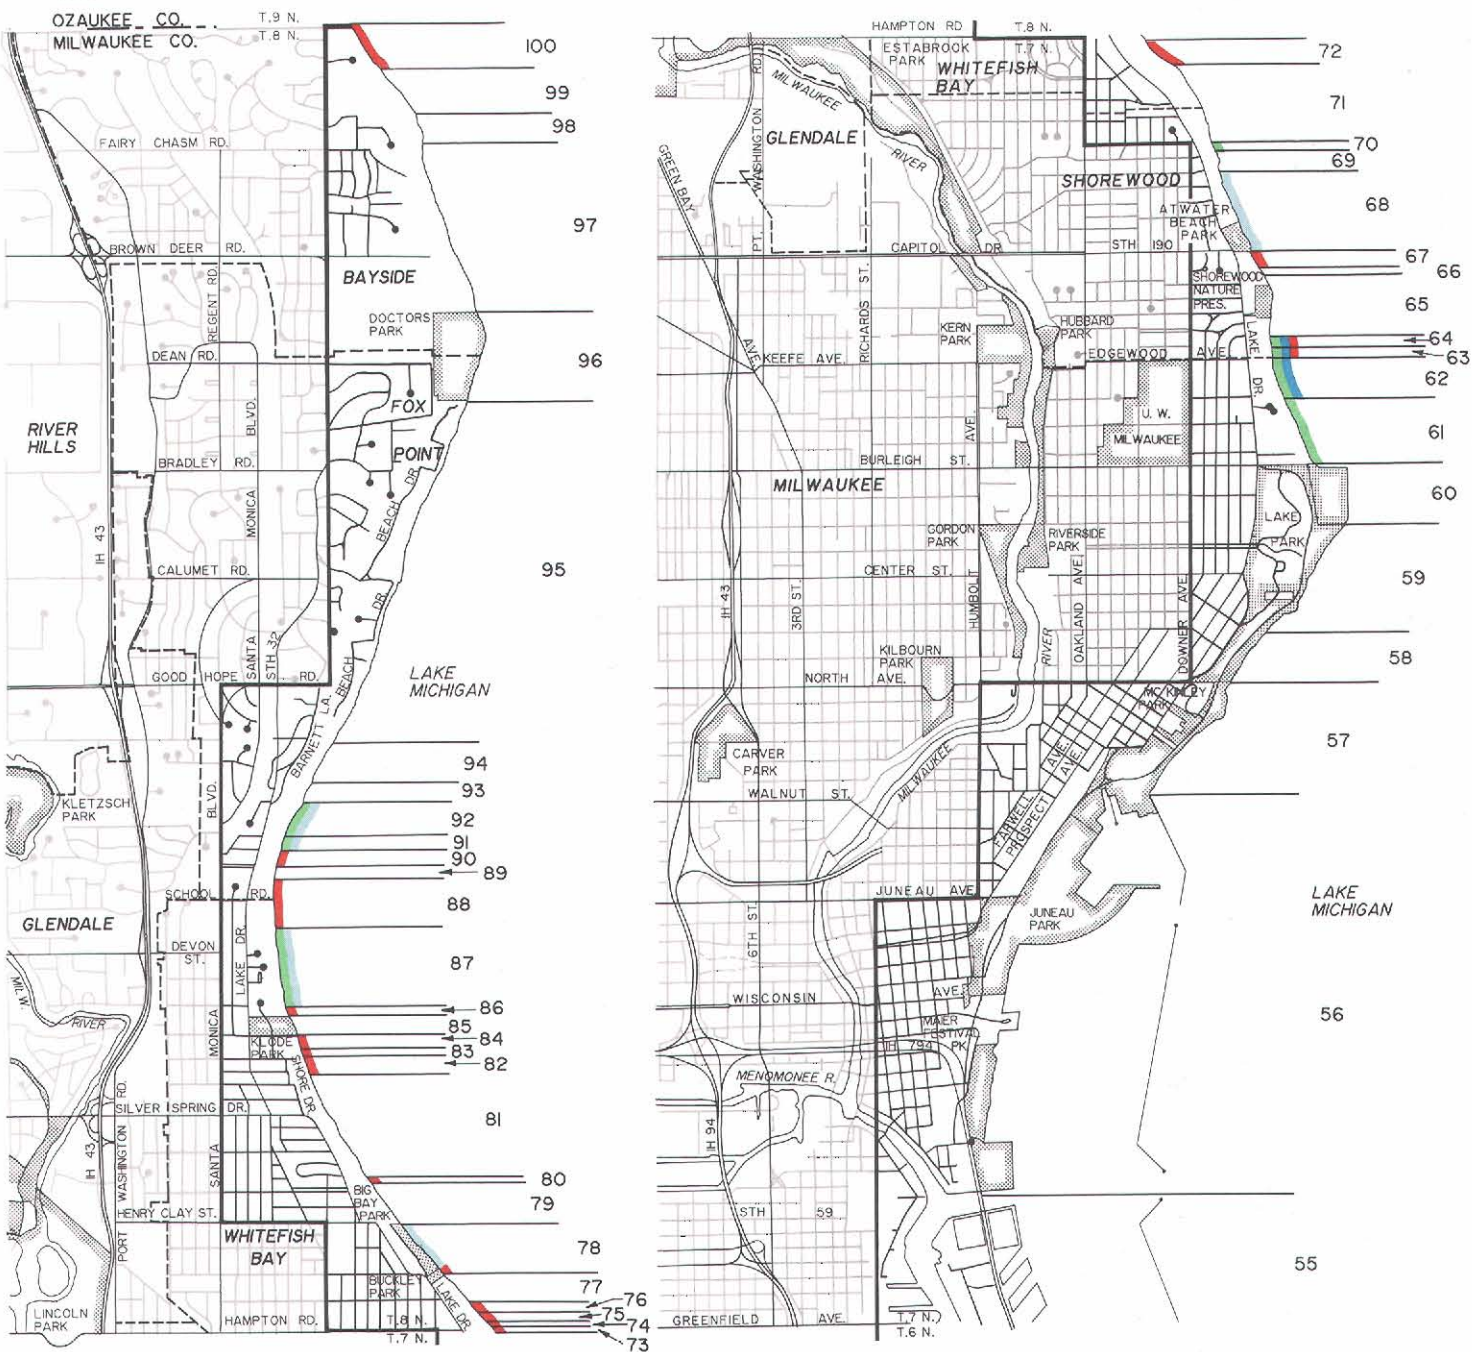 OZAUKEE CO.
T.9 N.
MILWAUKEE CO.
T.8 N.
100
99
98
FAIRY CHASM RD.
97
BROWN DEER RD.
BAYSIDE
REGENT RD.
DOCTORS
PARK
DEAN RD.
96
FOX
POINT
RIVER
HILLS
BLVD.
BRADLEY RD.
MONICA
BEACH DR.
IH 43
CALUMET RD.
95
DR.
SANTA
STH 32
GOOD HOPE RD.
BEACH
LAKE
MICHIGAN
BARNETT LA.
94
93
KLETZSCH
PARK
BLVD.
92
91
90
89
SCHOOL RD.
88
GLENDALE
DEVON
ST.
LAKE DR.
87
MILW.
RIVER
86
85
84
83
82
MONICA
KLODE
PARK
SHORE DR.
SILVER SPRING DR.
81
IH 43
PORT WASHINGTON RD.
SANTA
80
79
BIG
BAY
PARK
HENRY CLAY ST.
WHITEFISH
BAY
78
77
BUCKLEY
PARK
LAKE DR.
76
75
74
73
LINCOLN
PARK
HAMPTON RD.
T.8 N.
T.7 N.
HAMPTON RD
T.8 N.
T.7 N.
ESTABROOK
PARK
WHITEFISH
BAY
72
71
MILWAUKEE
RIVER
GLENDALE
PT. WASHINGTON RD.
GREEN BAY
AVE.
70
69
SHOREWOOD
68
ATWATER
BEACH
PARK
CAPITOL DR.
STH 190
67
66
SHOREWOOD
NATURE
PRES.
65
RICHARDS ST.
KERN
PARK
HUBBARD
PARK
64
KEEFE AVE.
EDGEWOOD AVE.
63
LAKE DR.
62
U. W.
MILWAUKEE
61
BURLEIGH ST.
MILWAUKEE
60
LAKE
PARK
GORDON
PARK
RIVERSIDE
PARK
CENTER ST.
59
HUMBOLT AVE.
OAKLAND AVE.
DOWNER AVE.
IH 43
3RD ST.
RIVER
KILBOURN
PARK
58
NORTH AVE.
MC KINLEY
PARK
57
CARVER
PARK
MILWAUKEE
WALNUT ST.
FARWELL AVE.
PROSPECT AVE.
JUNEAU AVE.
JUNEAU
PARK
LAKE
MICHIGAN
6TH ST.
WISCONSIN AVE.
MAIER
FESTIVAL
PK.
IH 794
56
MENOMONEE R.
IH 94
STH 59
55
GREENFIELD AVE.
T.7 N.
T.6 N.